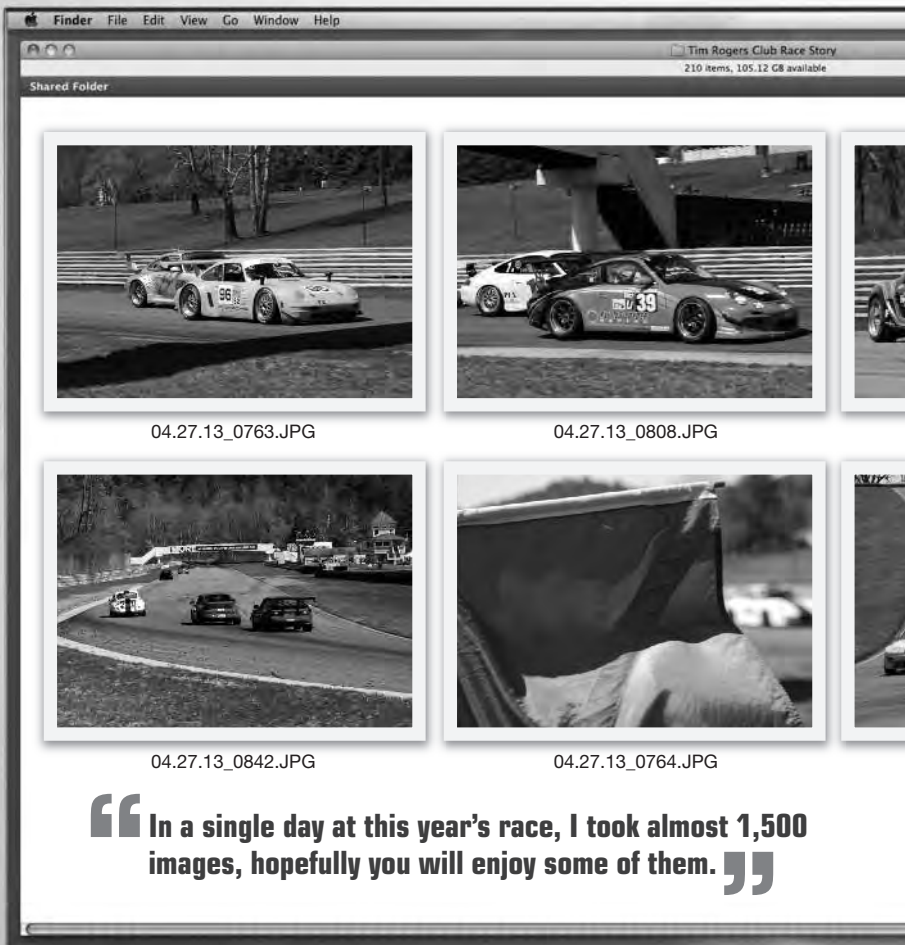 Finder File Edit View Go Window Help
Tim Rogers Club Race Story
210 items, 105.12 GB available
Shared Folder
96
39
04.27.13_0763.JPG
04.27.13_0808.JPG
04.27.13_0842.JPG
04.27.13_0764.JPG
“In a single day at this year’s race, I took almost 1,500
images, hopefully you will enjoy some of them.”